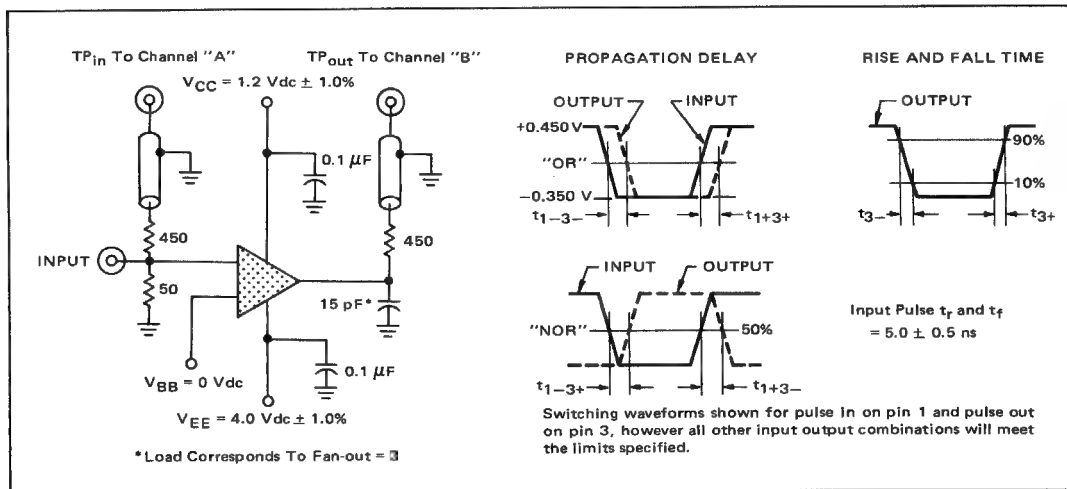 TPin To Channel "A"
TPout To Channel "B"
VCC = 1.2 Vdc ± 1.0%
0.1 µF
450
INPUT
50
450
15 pF*
VBB = 0 Vdc
0.1 µF
VEE = 4.0 Vdc ± 1.0%
*Load Corresponds To Fan-out = 3
PROPAGATION DELAY
OUTPUT
INPUT
+0.450 V
"OR"
−0.350 V
t1−3−
t1+3+
INPUT
OUTPUT
"NOR"
50%
t1−3+
t1+3−
RISE AND FALL TIME
OUTPUT
90%
10%
t3−
t3+
Input Pulse tr and tf
= 5.0 ± 0.5 ns
Switching waveforms shown for pulse in on pin 1 and pulse out
on pin 3, however all other input output combinations will meet
the limits specified.